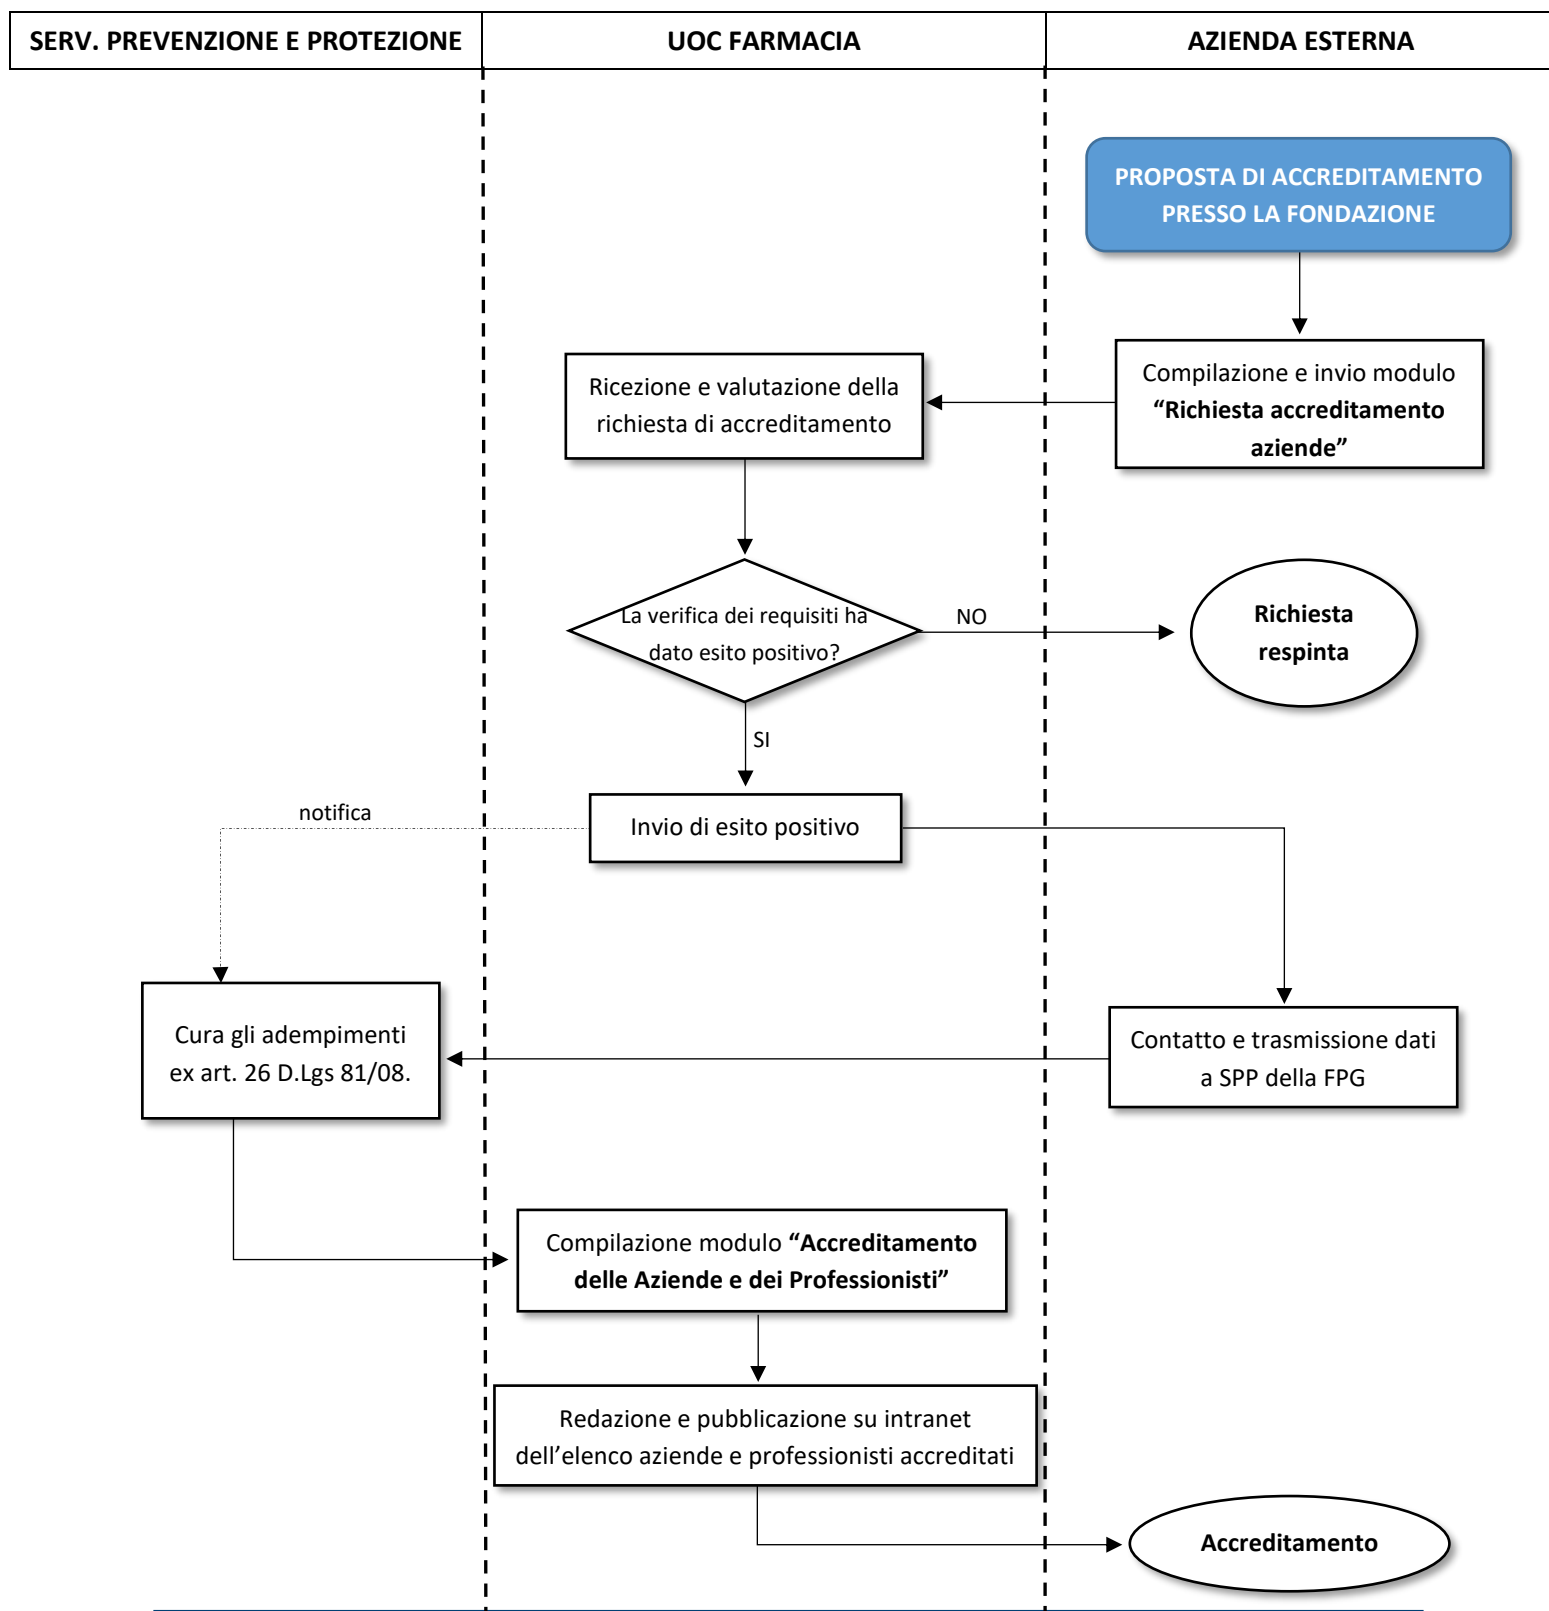 SERV. PREVENZIONE E PROTEZIONE
UOC FARMACIA
AZIENDA ESTERNA
PROPOSTA DI ACCREDITAMENTO
PRESSO LA FONDAZIONE
Compilazione e invio modulo
“Richiesta accreditamento
aziende”
Ricezione e valutazione della
richiesta di accreditamento
La verifica dei requisiti ha
dato esito positivo?
NO
Richiesta
respinta
SI
Invio di esito positivo
notifica
Cura gli adempimenti
ex art. 26 D.Lgs 81/08.
Contatto e trasmissione dati
a SPP della FPG
Compilazione modulo “Accreditamento
delle Aziende e dei Professionisti”
Redazione e pubblicazione su intranet
dell’elenco aziende e professionisti accreditati
Accreditamento